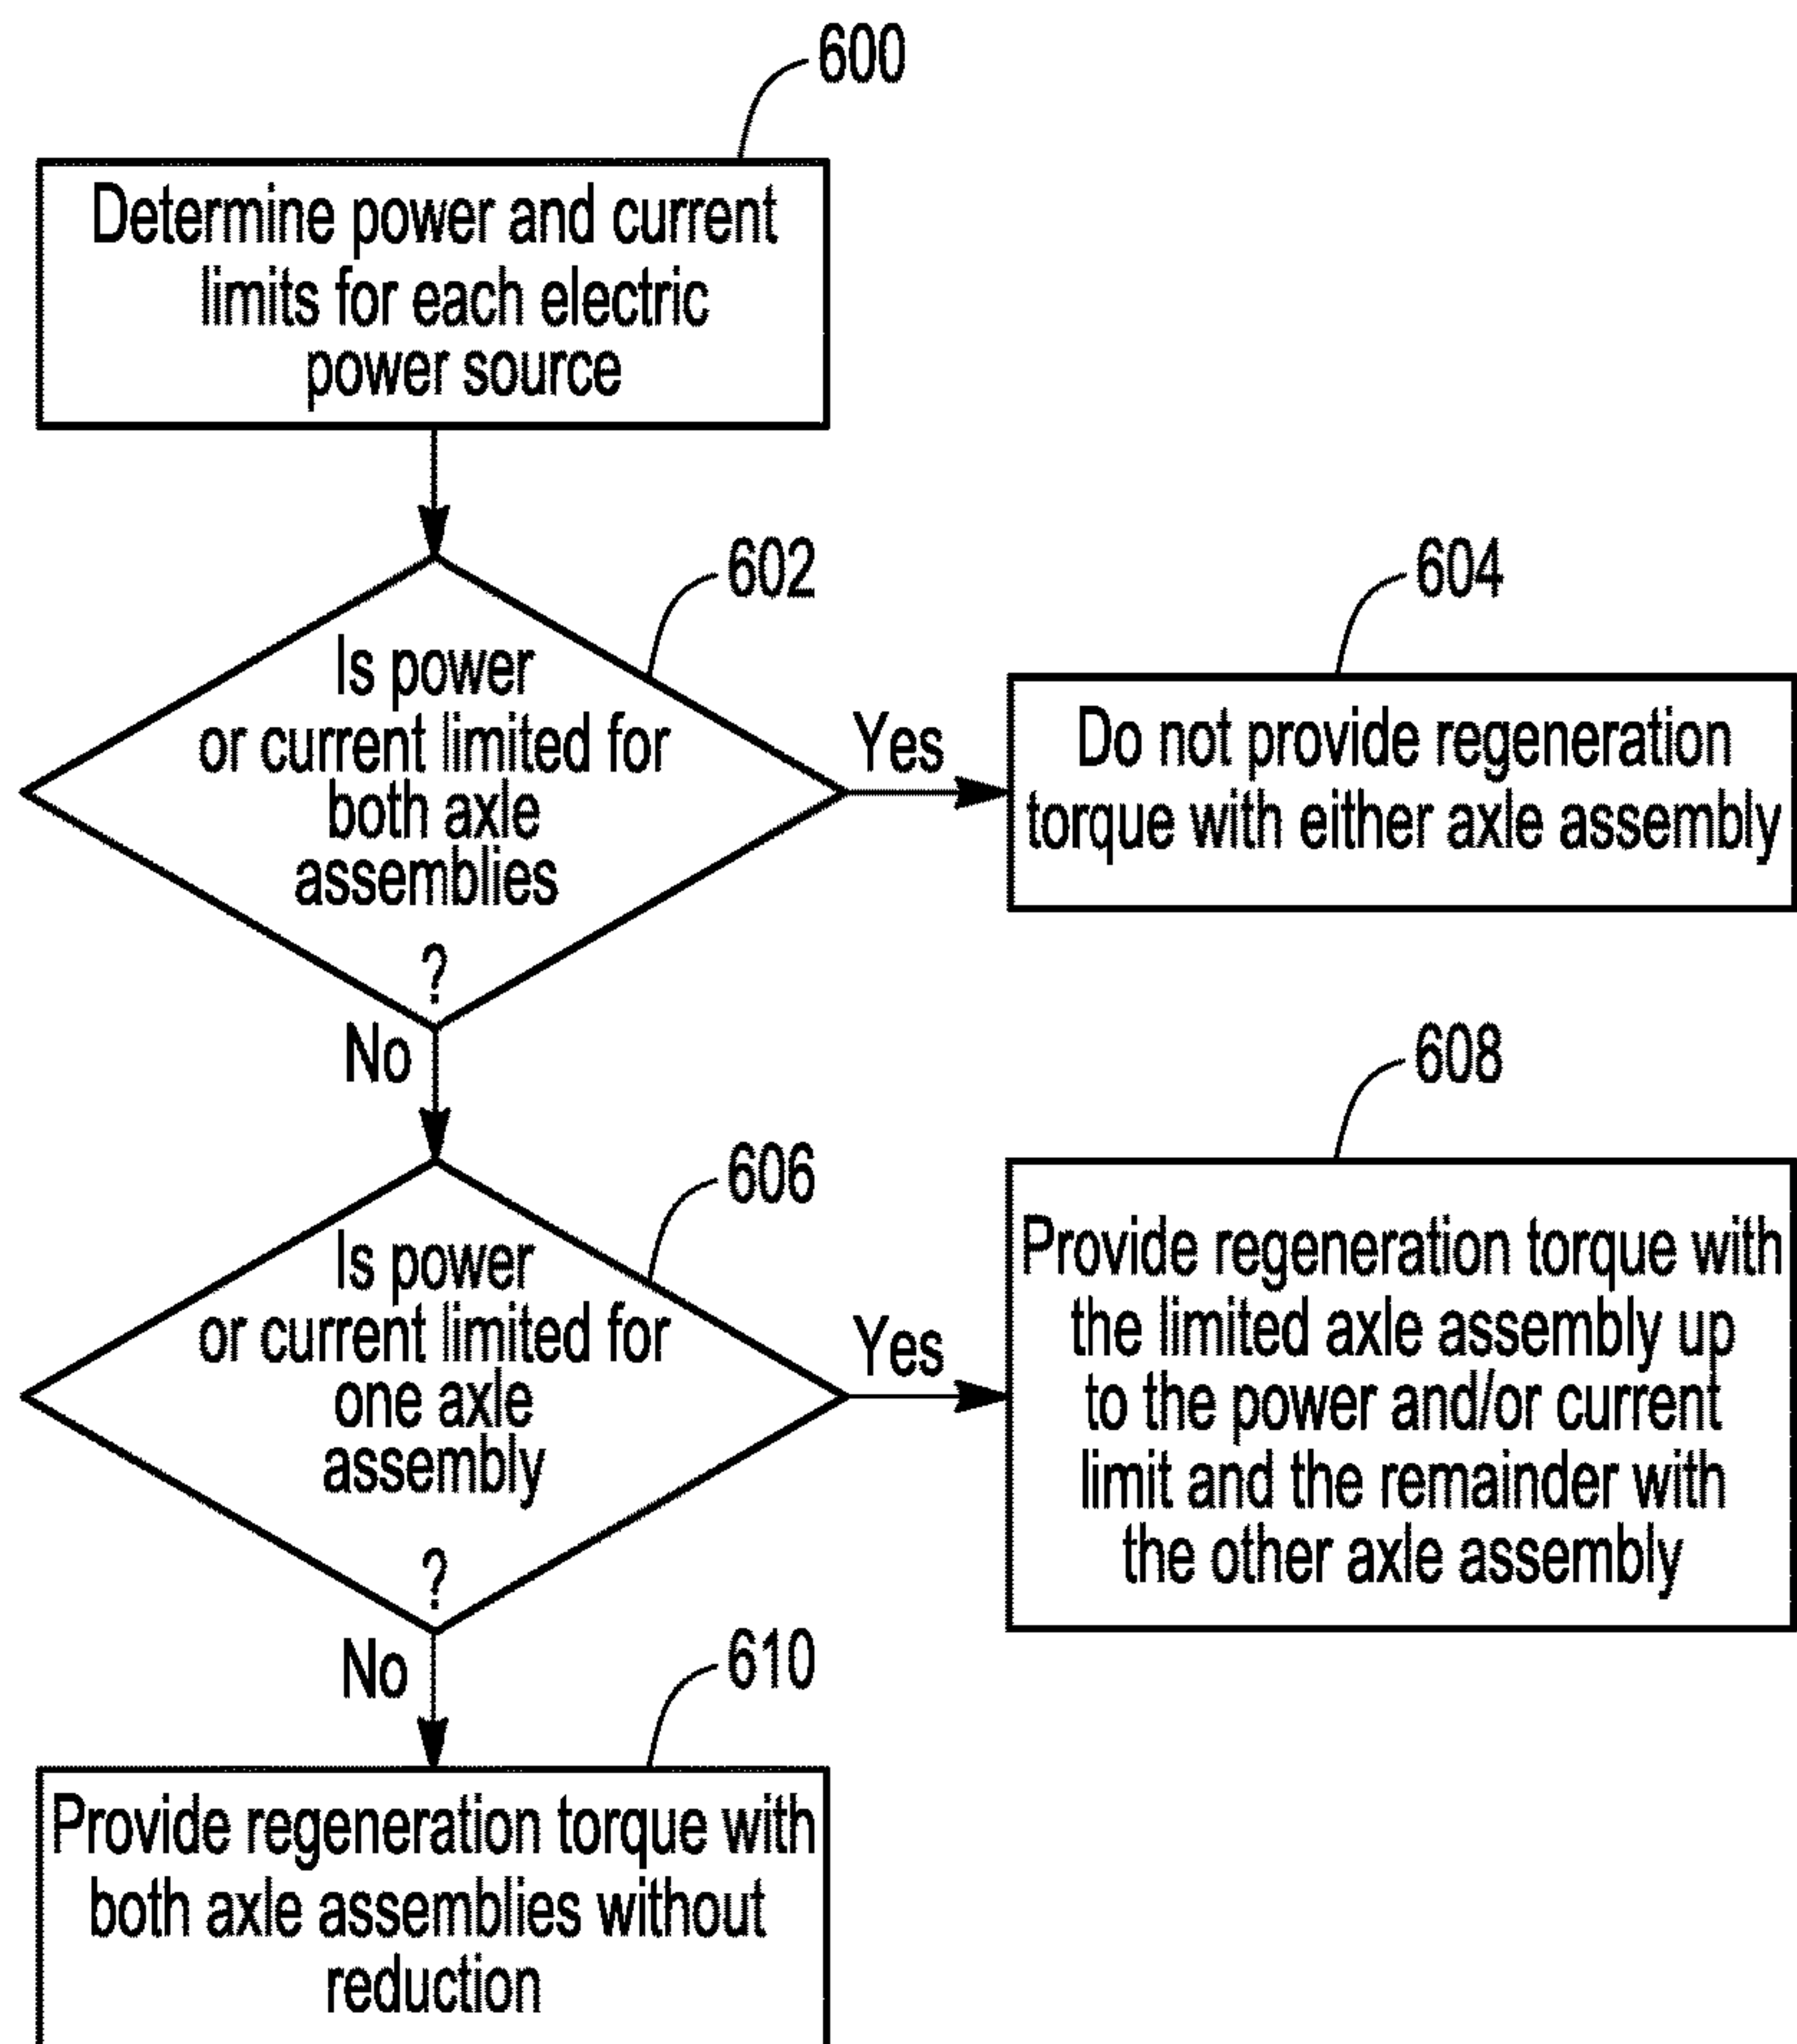 600
Determine power and current
limits for each electric
power source
602
Is power
or current limited for
both axle
assemblies
?
Yes
604
Do not provide regeneration
torque with either axle assembly
No
606
Is power
or current limited for
one axle
assembly
?
Yes
608
Provide regeneration torque with
the limited axle assembly up
to the power and/or current
limit and the remainder with
the other axle assembly
No
610
Provide regeneration torque with
both axle assemblies without
reduction